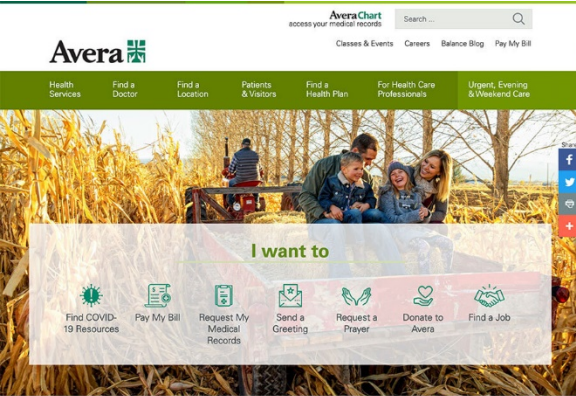 AveraChart
access your medical records
Search ...
Classes & Events Careers Balance Blog Pay My Bill
Avera
Health
Services
Find a
Doctor
Find a
Location
Patients
& Visitors
Find a
Health Plan
For Health Care
Professionals
Urgent, Evening
& Weekend Care
Share
I want to
Find COVID-
19 Resources
Pay My Bill
Request My
Medical
Records
Send a
Greeting
Request a
Prayer
Donate to
Avera
Find a Job